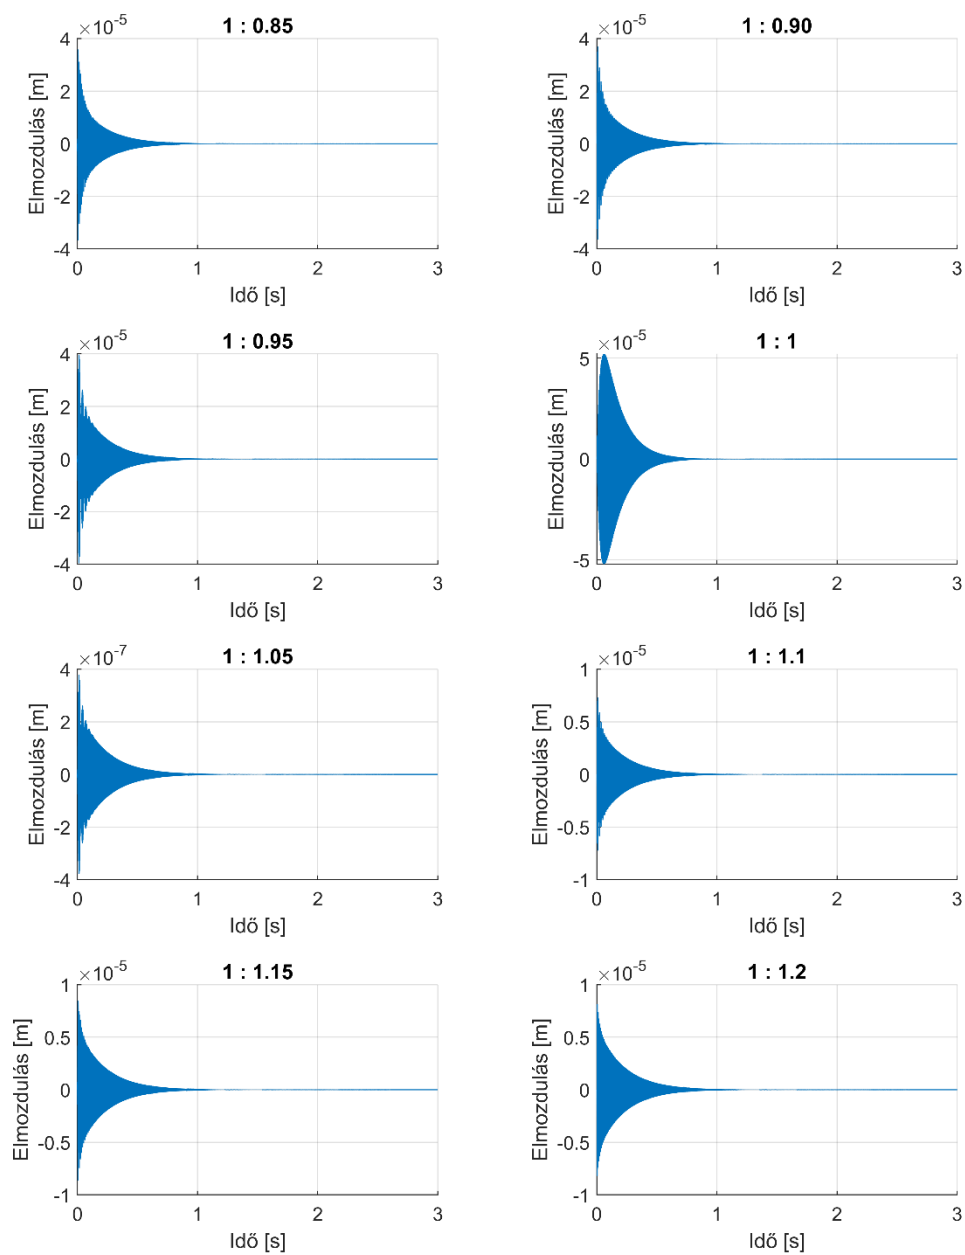 1 : 0.85
×10-5
4
2
0
-2
-4
Elmozdulás [m]
0 1 2 3
Idő [s]
1 : 0.90
×10-5
4
2
0
-2
-4
Elmozdulás [m]
0 1 2 3
Idő [s]
1 : 0.95
×10-5
4
2
0
-2
-4
Elmozdulás [m]
0 1 2 3
Idő [s]
1 : 1
×10-5
5
0
-5
Elmozdulás [m]
0 1 2 3
Idő [s]
1 : 1.05
×10-7
4
2
0
-2
-4
Elmozdulás [m]
0 1 2 3
Idő [s]
1 : 1.1
×10-5
1
0.5
0
-0.5
-1
Elmozdulás [m]
0 1 2 3
Idő [s]
1 : 1.15
×10-5
1
0.5
0
-0.5
-1
Elmozdulás [m]
0 1 2 3
Idő [s]
1 : 1.2
×10-5
1
0.5
0
-0.5
-1
Elmozdulás [m]
0 1 2 3
Idő [s]